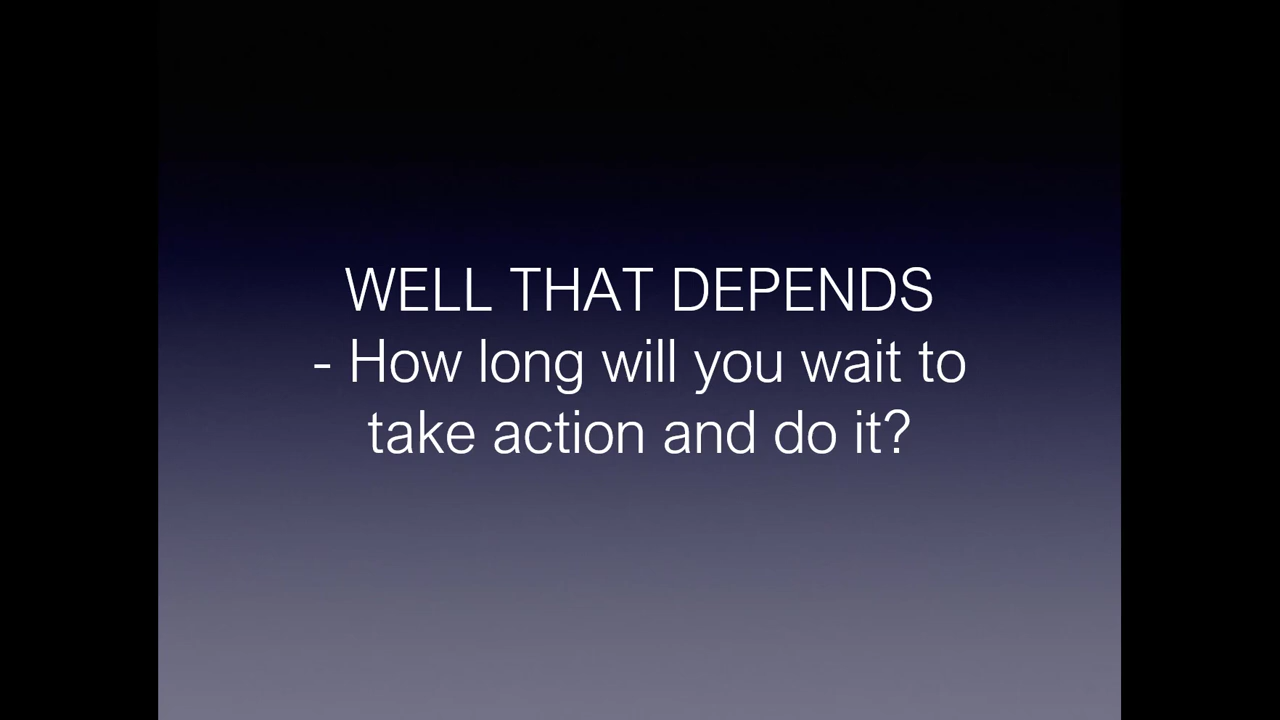 WELL THAT DEPENDS
- How long will you wait to
take action and do it?